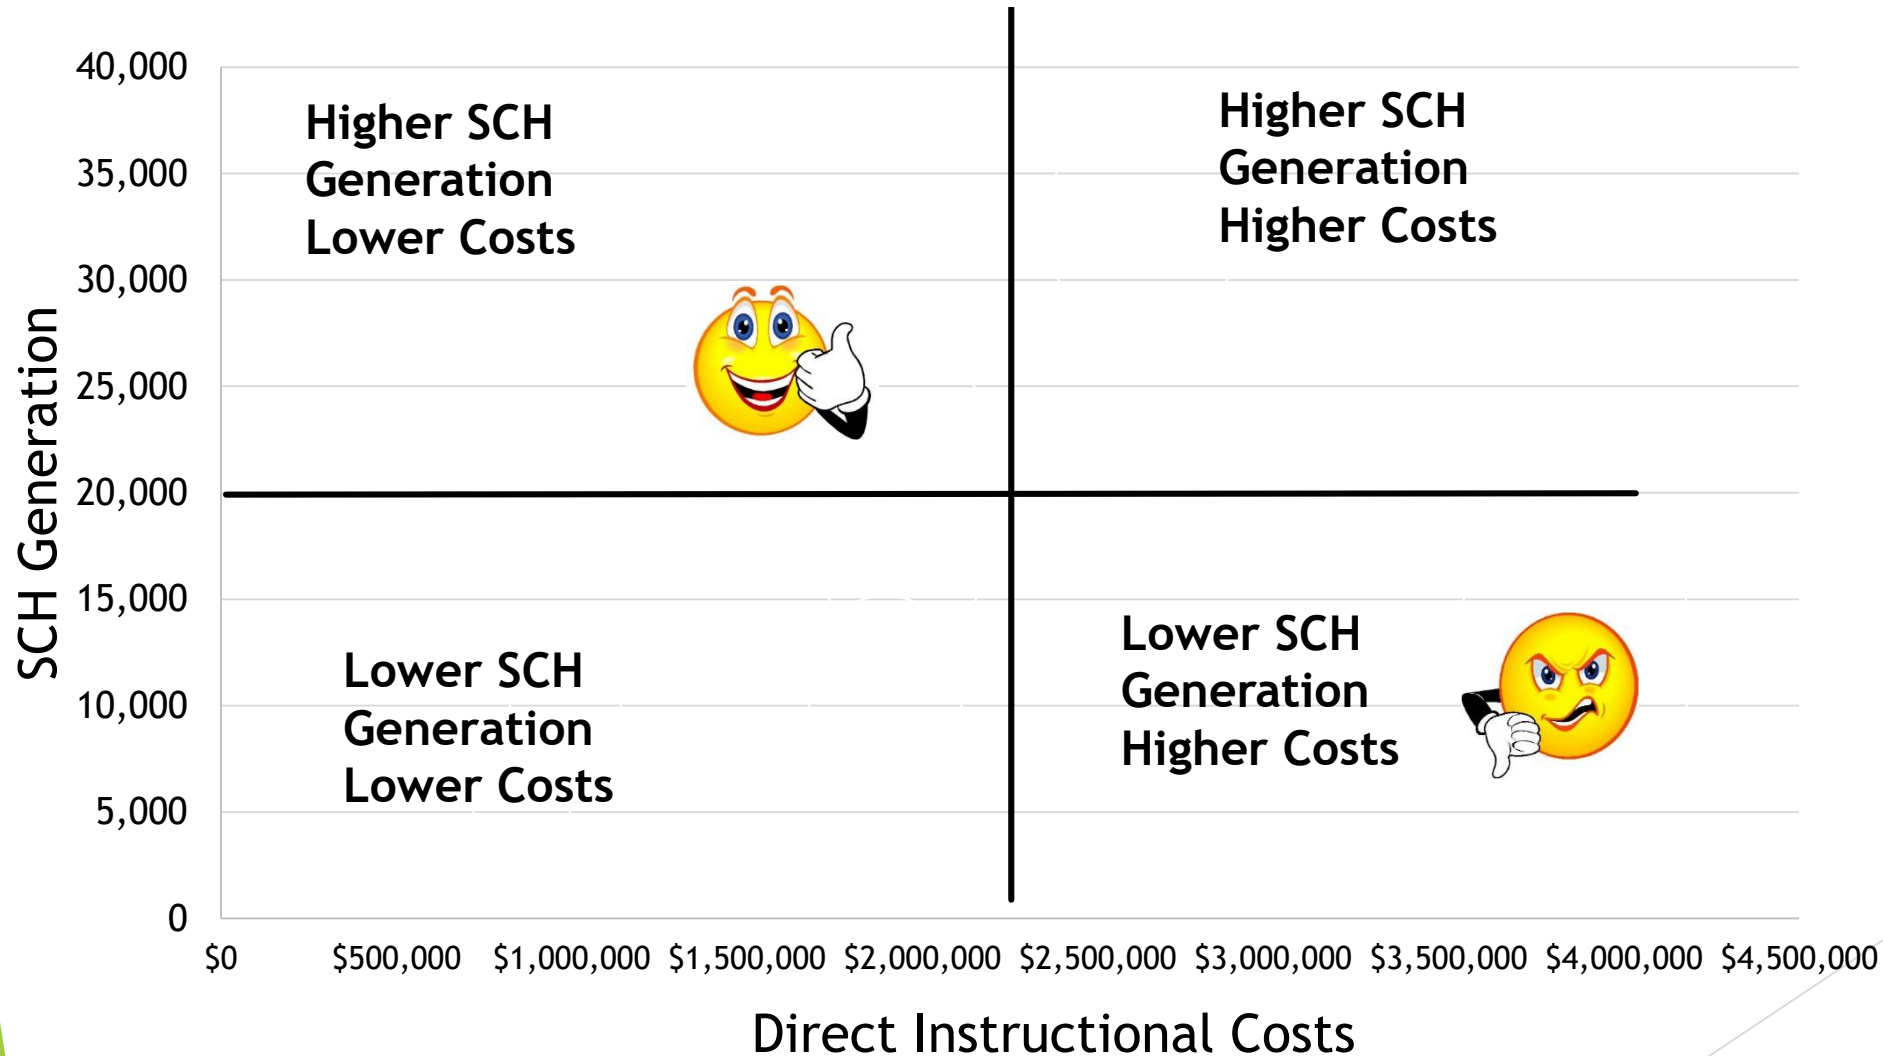 40,000
35,000
30,000
25,000
20,000
15,000
10,000
5,000
0
SCH Generation
Higher SCH
Generation
Lower Costs
Higher SCH
Generation
Higher Costs
Lower SCH
Generation
Lower Costs
Lower SCH
Generation
Higher Costs
$0 $500,000 $1,000,000 $1,500,000 $2,000,000 $2,500,000 $3,000,000 $3,500,000 $4,000,000 $4,500,000
Direct Instructional Costs